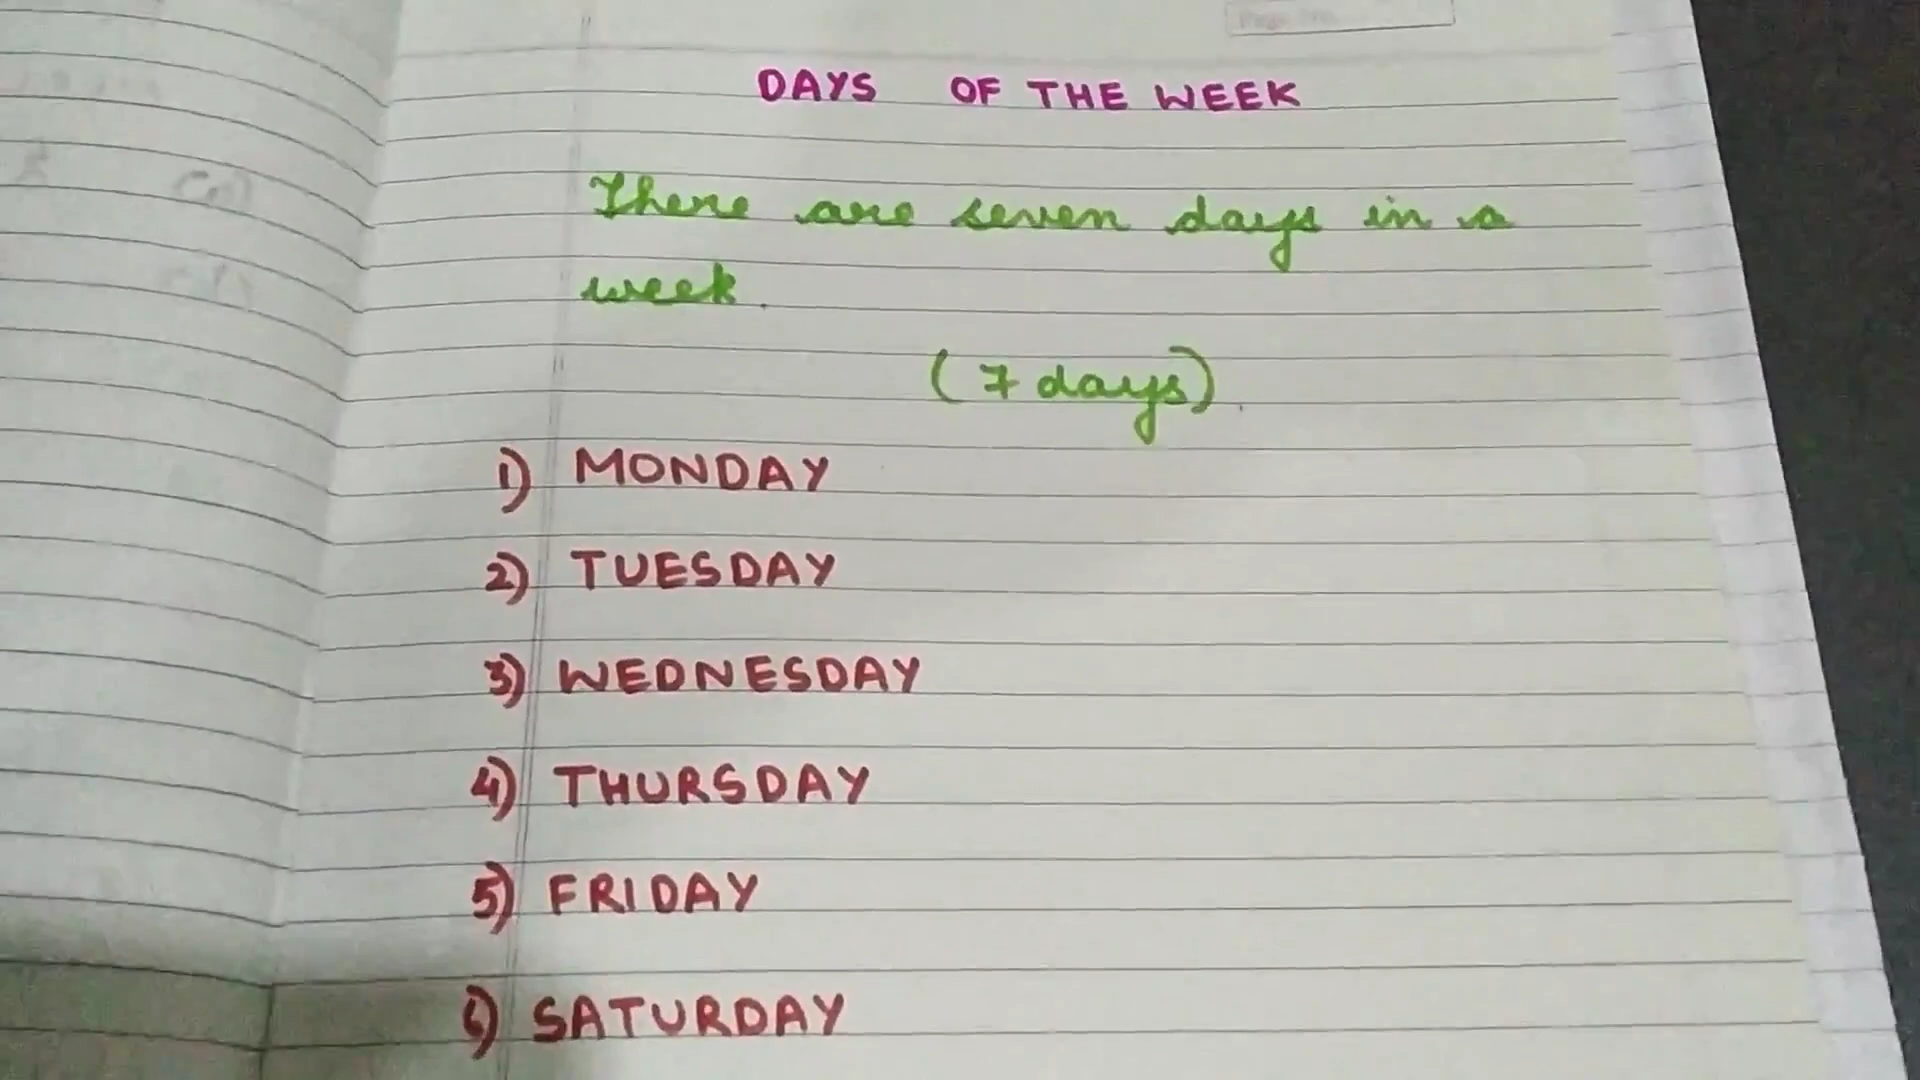 DAYS OF THE WEEK
There are seven days in a
week.
(7 days).
1) MONDAY
2) TUESDAY
3) WEDNESDAY
4) THURSDAY
5) FRIDAY
6) SATURDAY